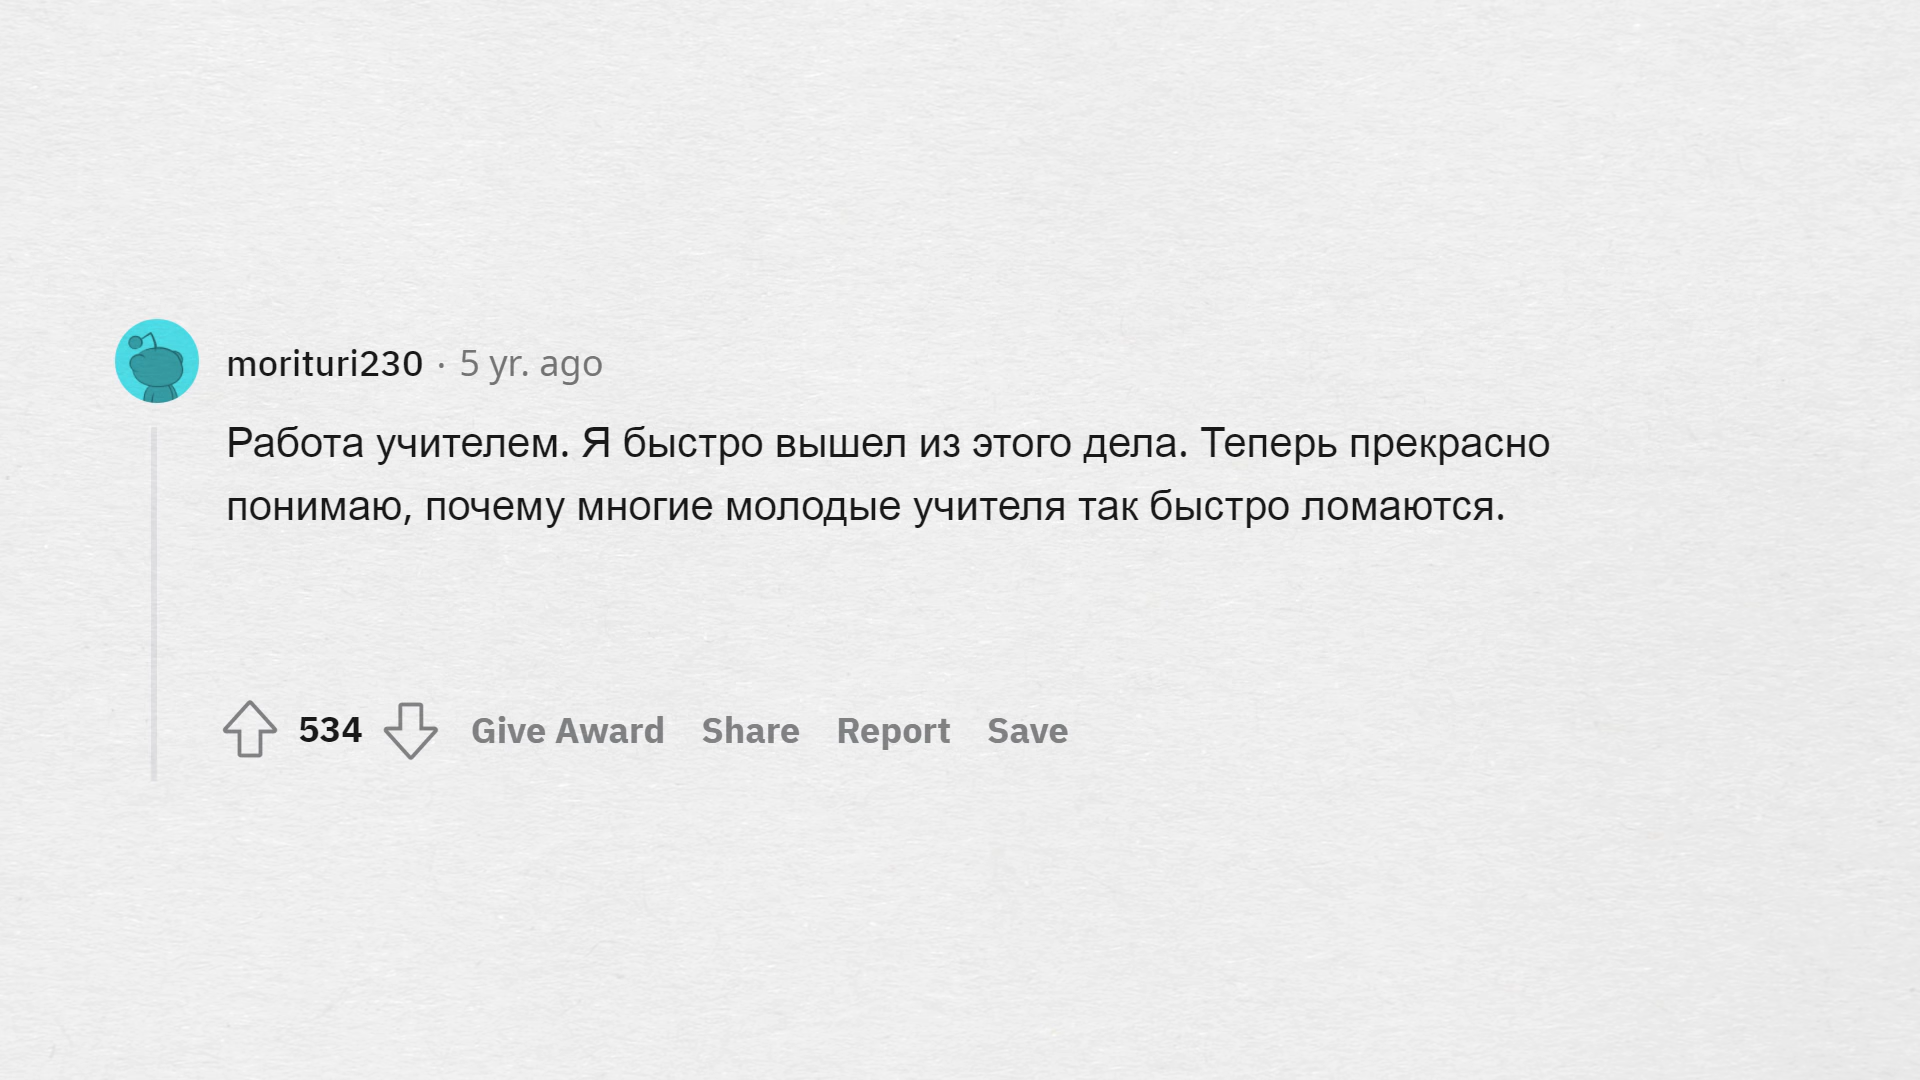 morituri230 · 5 yr. ago
Работа учителем. Я быстро вышел из этого дела. Теперь прекрасно
понимаю, почему многие молодые учителя так быстро ломаются.
534 Give Award Share Report Save